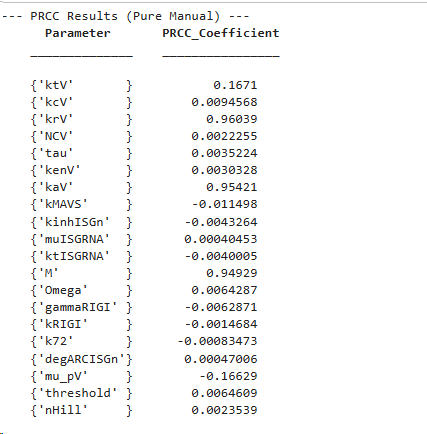 --- PRCC Results (Pure Manual) ---
Parameter PRCC_Coefficient
______________ ________________
{'ktV' } 0.1671
{'kcV' } 0.0094568
{'krV' } 0.96039
{'NCV' } 0.0022255
{'tau' } 0.0035224
{'kenV' } 0.0030328
{'kaV' } 0.95421
{'kMAVS' } -0.011498
{'kinhISGn' } -0.0043264
{'muISGRNA' } 0.00040453
{'ktISGRNA' } -0.0040005
{'M' } 0.94929
{'Omega' } 0.0064287
{'gammaRIGI' } -0.0062871
{'kRIGI' } -0.0014684
{'k72' } -0.00083473
{'degARCISGn'} 0.00047006
{'mu_pV' } -0.16629
{'threshold' } 0.0064609
{'nHill' } 0.0023539